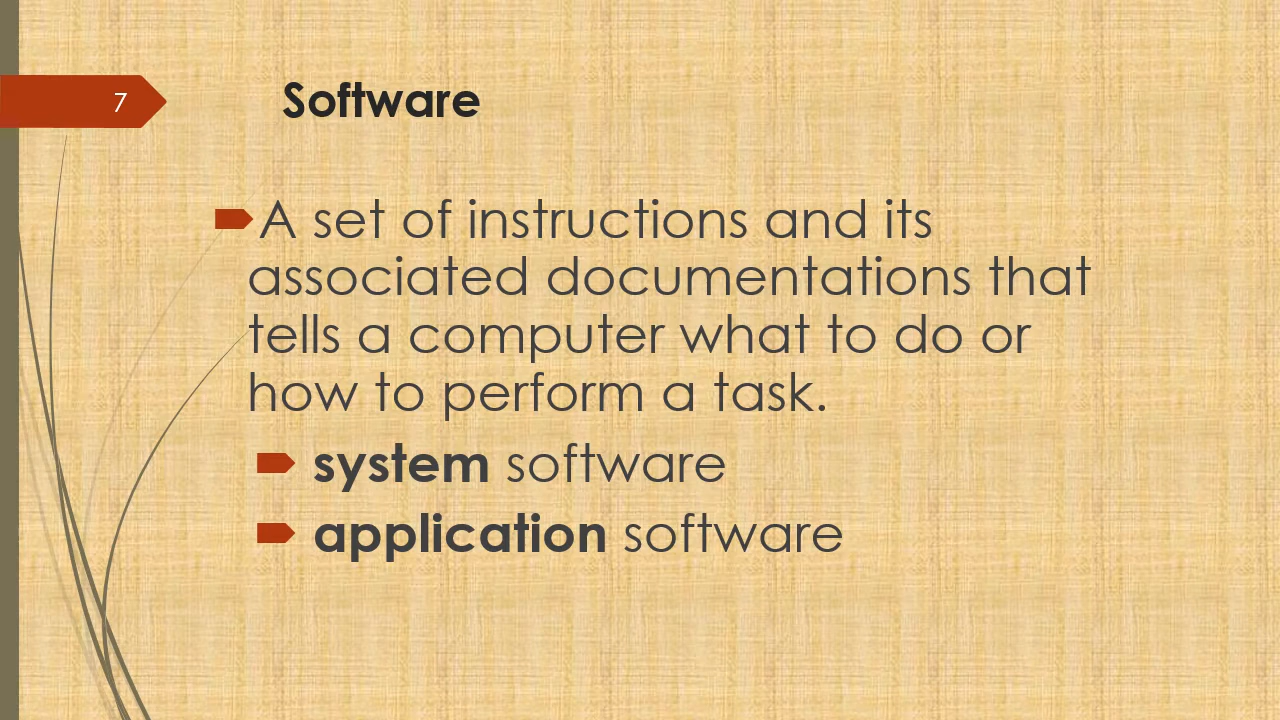 7
Software
A set of instructions and its
associated documentations that
tells a computer what to do or
how to perform a task.
system software
application software